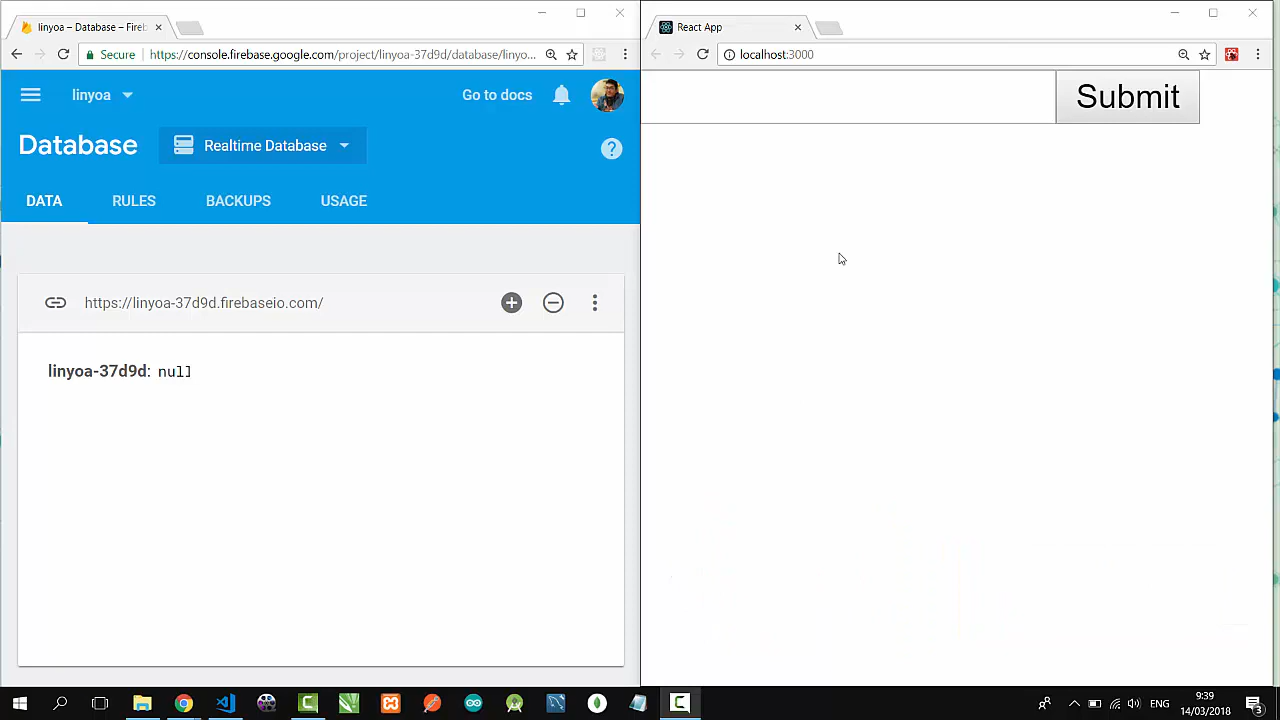 linyoa – Database – Fireb
Secure
https://console.firebase.google.com/project/linyoa-37d9d/database/linyo...
linyoa
Go to docs
Database
Realtime Database
?
DATA
RULES
BACKUPS
USAGE
https://linyoa-37d9d.firebaseio.com/
linyoa-37d9d: null
React App
localhost:3000
Submit
ENG
9:39
14/03/2018
3